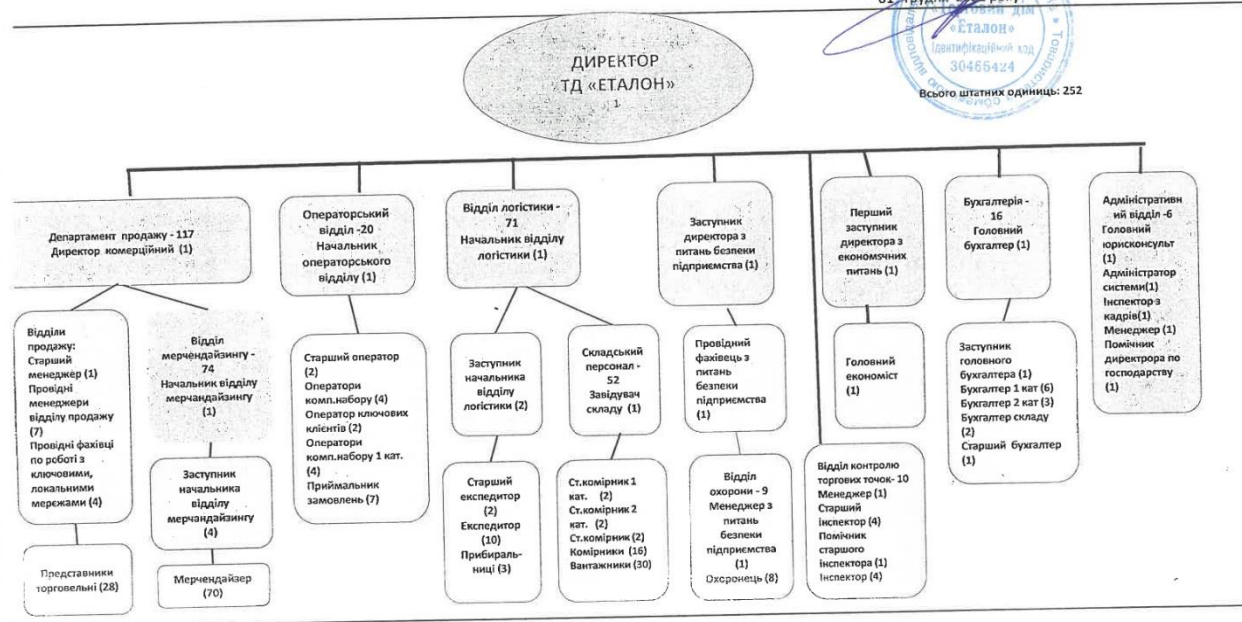 «Торговий дім
«Еталон»
Ідентифікаційний код
30465424
Всього штатних одиниць: 252
ДИРЕКТОР
ТД «ЕТАЛОН»
1
Департамент продажу - 117
Директор комерційний (1)
Операторський
відділ -20
Начальник
операторського
відділу (1)
Відділ логістики -
71
Начальник відділу
логістики (1)
Заступник
директора з
питань безпеки
підприємства (1)
Перший
заступник
директора з
економсчних
питань (1)
Бухгалтерія -
16
Головний
бухгалтер (1)
Адміністративн
ий відділ -6
Головний
юрисконсульт
(1)
Адміністратор
системи(1)
Інспектор з
кадрів(1)
Менеджер (1)
Помічник
директрора по
господарству
(1)
Відділи
продажу:
Старший
менеджер (1)
Провідні
менеджери
відділу продажу
(7)
Провідні фахівці
по роботі з
ключовими,
локальними
мережами (4)
Відділ
мерчендайзингу -
74
Начальник відділу
мерчандайзингу
(1)
Старший оператор
(2)
Оператори
комп.набору (4)
Оператор ключових
клієнтів (2)
Оператори
комп.набору 1 кат.
(4)
Приймальник
замовлень (7)
Заступник
начальника
відділу
логістики (2)
Складський
персонал -
52
Завідувач
складу (1)
Провідний
фахівець з
питань
безпеки
підприємства
(1)
Головний
економіст
(1)
Заступник
головного
бухгалтера (1)
Бухгалтер 1 кат (6)
Бухгалтер 2 кат (3)
Бухгалтер складу
(2)
Старший бухгалтер
(1)
Представники
торговельні (28)
Заступник
начальника
відділу
мерчандайзингу
(4)
Мерчендайзер
(70)
Старший
експедитор
(2)
Експедитор
(10)
Прибираль-
ниці (3)
Ст.комірник 1
кат. (2)
Ст.комірник 2
кат. (2)
Ст.комірник (2)
Комірники (16)
Вантажники (30)
Відділ
охорони - 9
Менеджер з
питань
безпеки
підприємства
(1)
Охоронець (8)
Відділ контролю
торгових точок- 10
Менеджер (1)
Старший
інспектор (4)
Помічник
старшого
інспектора (1)
Інспектор (4)